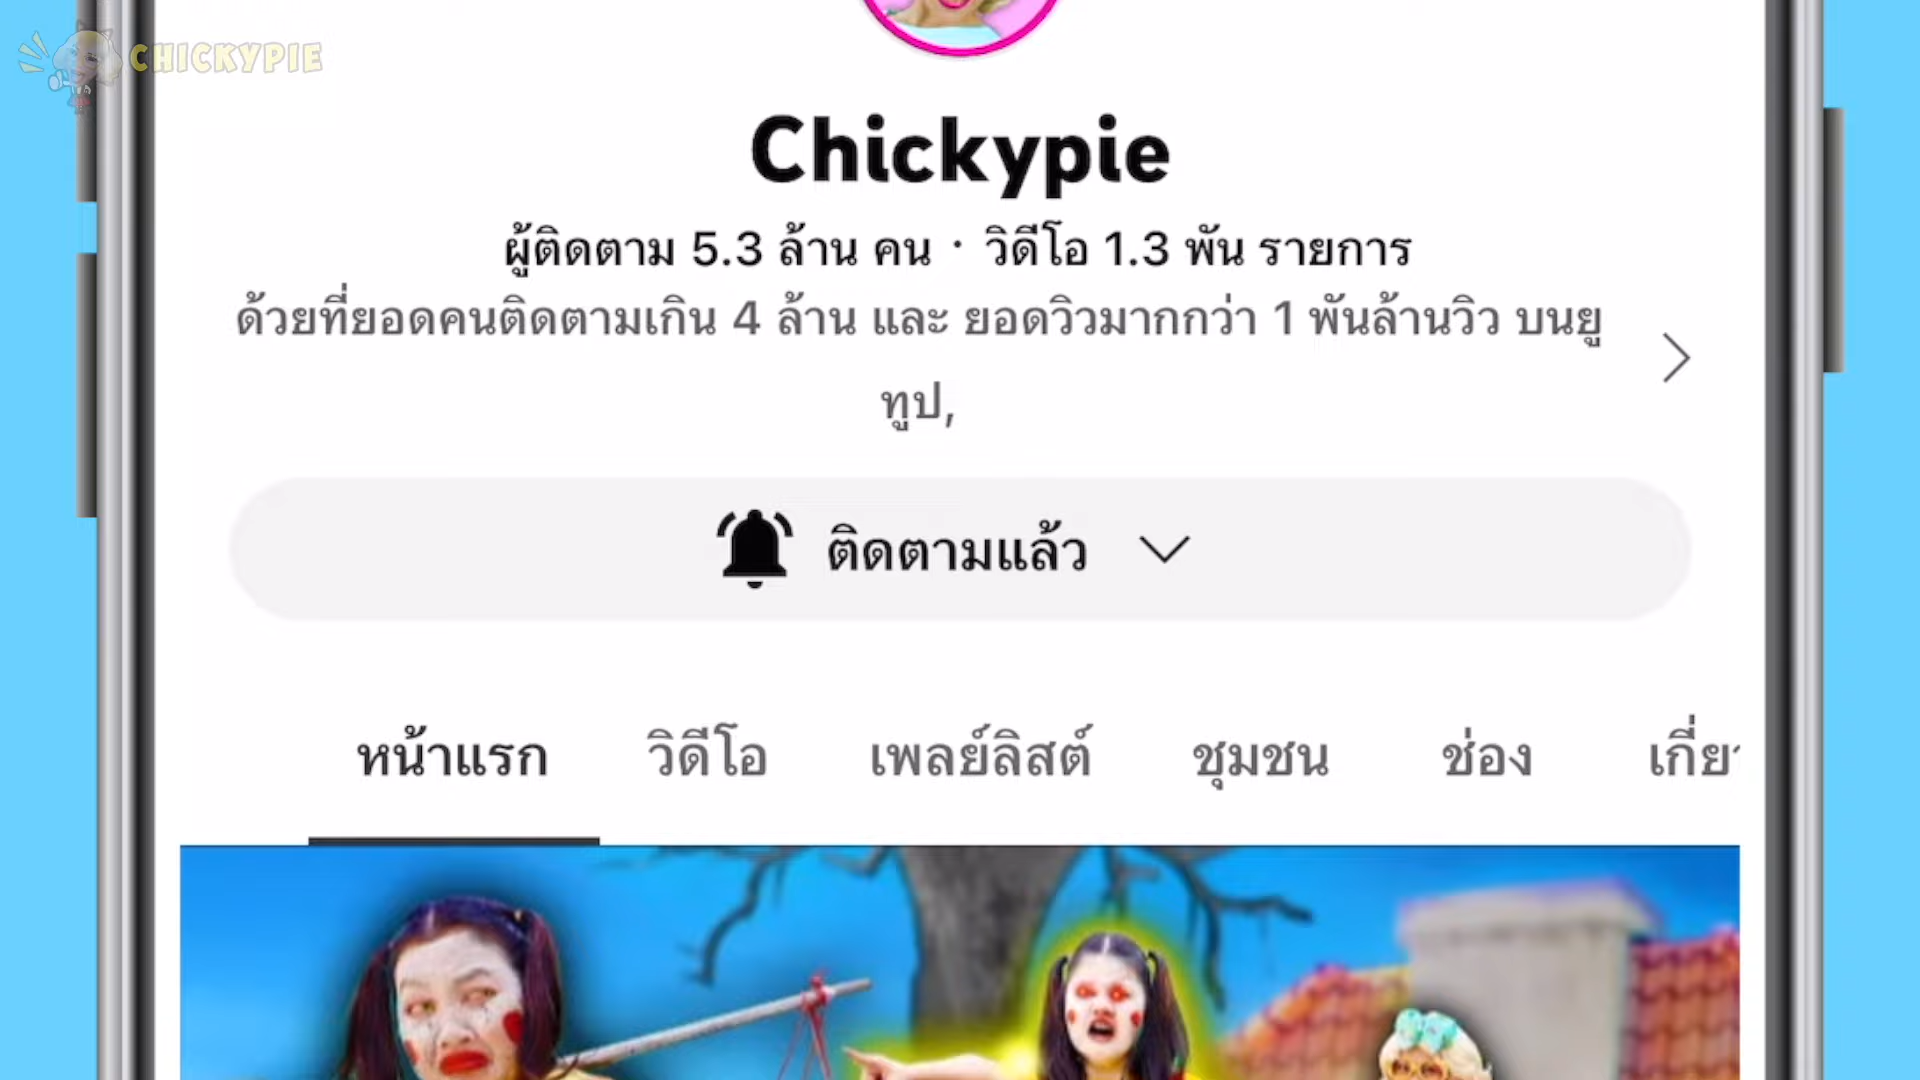 CHICKYPIE
Chickypie
ผู้ติดตาม 5.3 ล้าน คน · วิดีโอ 1.3 พัน รายการ
ด้วยที่ยอดคนติดตามเกิน 4 ล้าน และ ยอดวิวมากกว่า 1 พันล้านวิว บนยู
ทูป,
ติดตามแล้ว
หน้าแรก วิดีโอ เพลย์ลิสต์ ชุมชน ช่อง